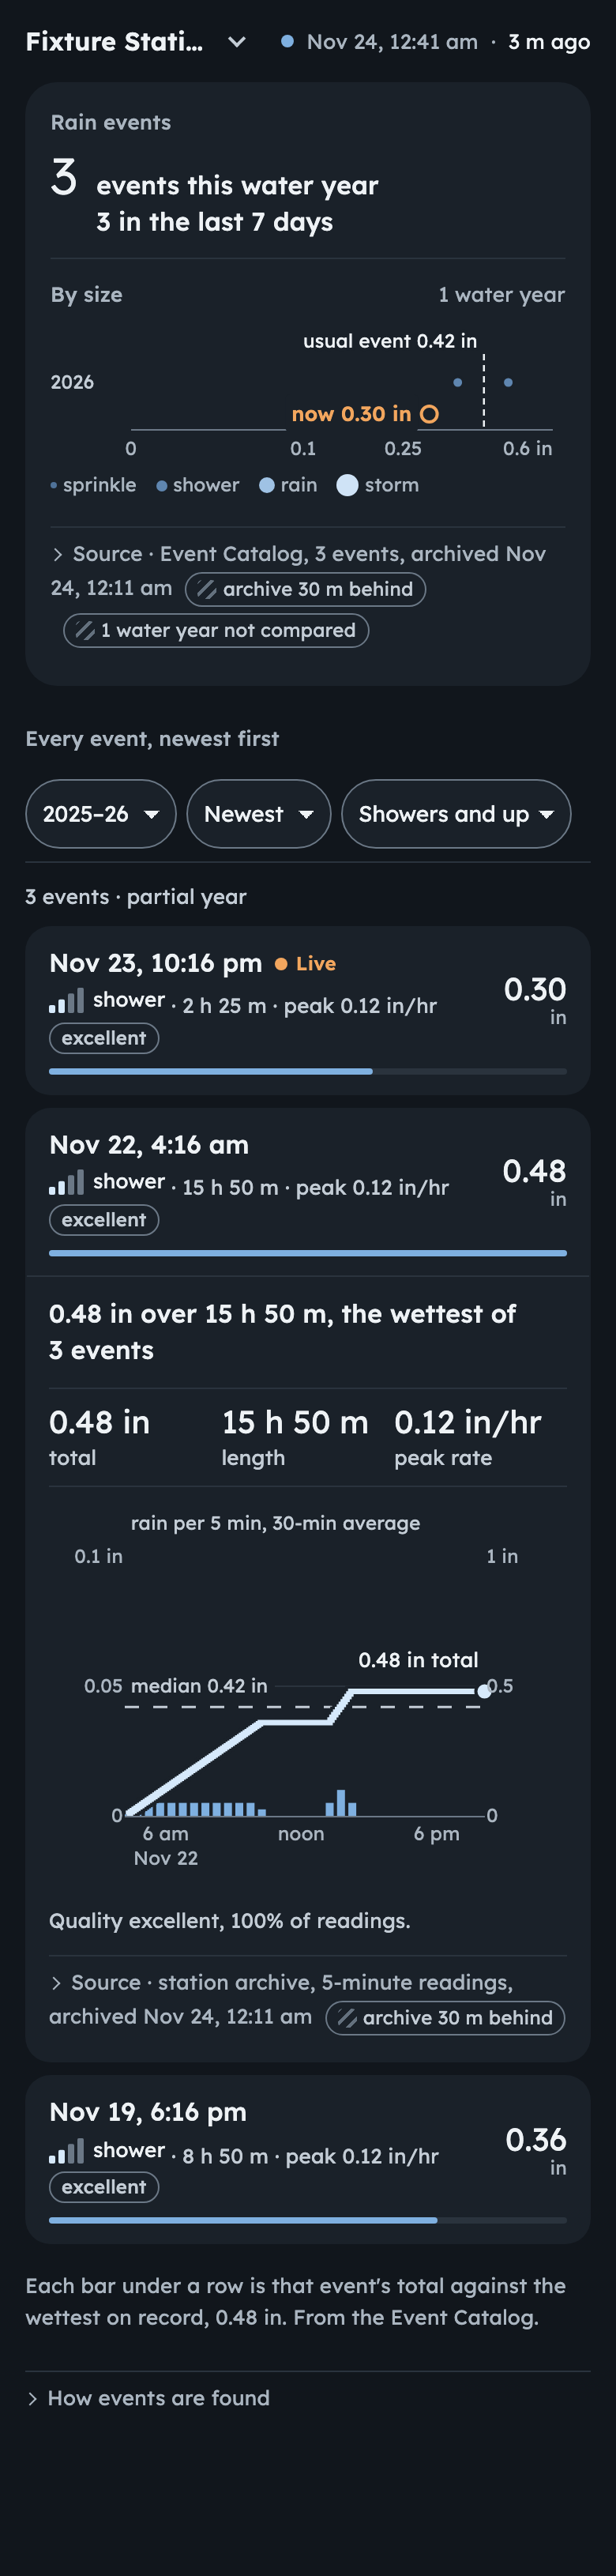 Fixture Stati... Nov 24, 12:41 am · 3 m ago
Rain events
3 events this water year
3 in the last 7 days
By size 1 water year
usual event 0.42 in
2026
now 0.30 in
0 0.1 0.25 0.6 in
sprinkle shower rain storm
Source · Event Catalog, 3 events, archived Nov
24, 12:11 am archive 30 m behind
1 water year not compared
Every event, newest first
2025–26 Newest Showers and up
3 events · partial year
Nov 23, 10:16 pm Live
shower · 2 h 25 m · peak 0.12 in/hr
0.30
in
excellent
Nov 22, 4:16 am
shower · 15 h 50 m · peak 0.12 in/hr
0.48
in
excellent
0.48 in over 15 h 50 m, the wettest of
3 events
0.48 in 15 h 50 m 0.12 in/hr
total length peak rate
rain per 5 min, 30-min average
0.1 in 1 in
0.48 in total
0.05 median 0.42 in 0.5
0 0
6 am noon 6 pm
Nov 22
Quality excellent, 100% of readings.
Source · station archive, 5-minute readings,
archived Nov 24, 12:11 am archive 30 m behind
Nov 19, 6:16 pm
shower · 8 h 50 m · peak 0.12 in/hr
0.36
in
excellent
Each bar under a row is that event's total against the
wettest on record, 0.48 in. From the Event Catalog.
How events are found